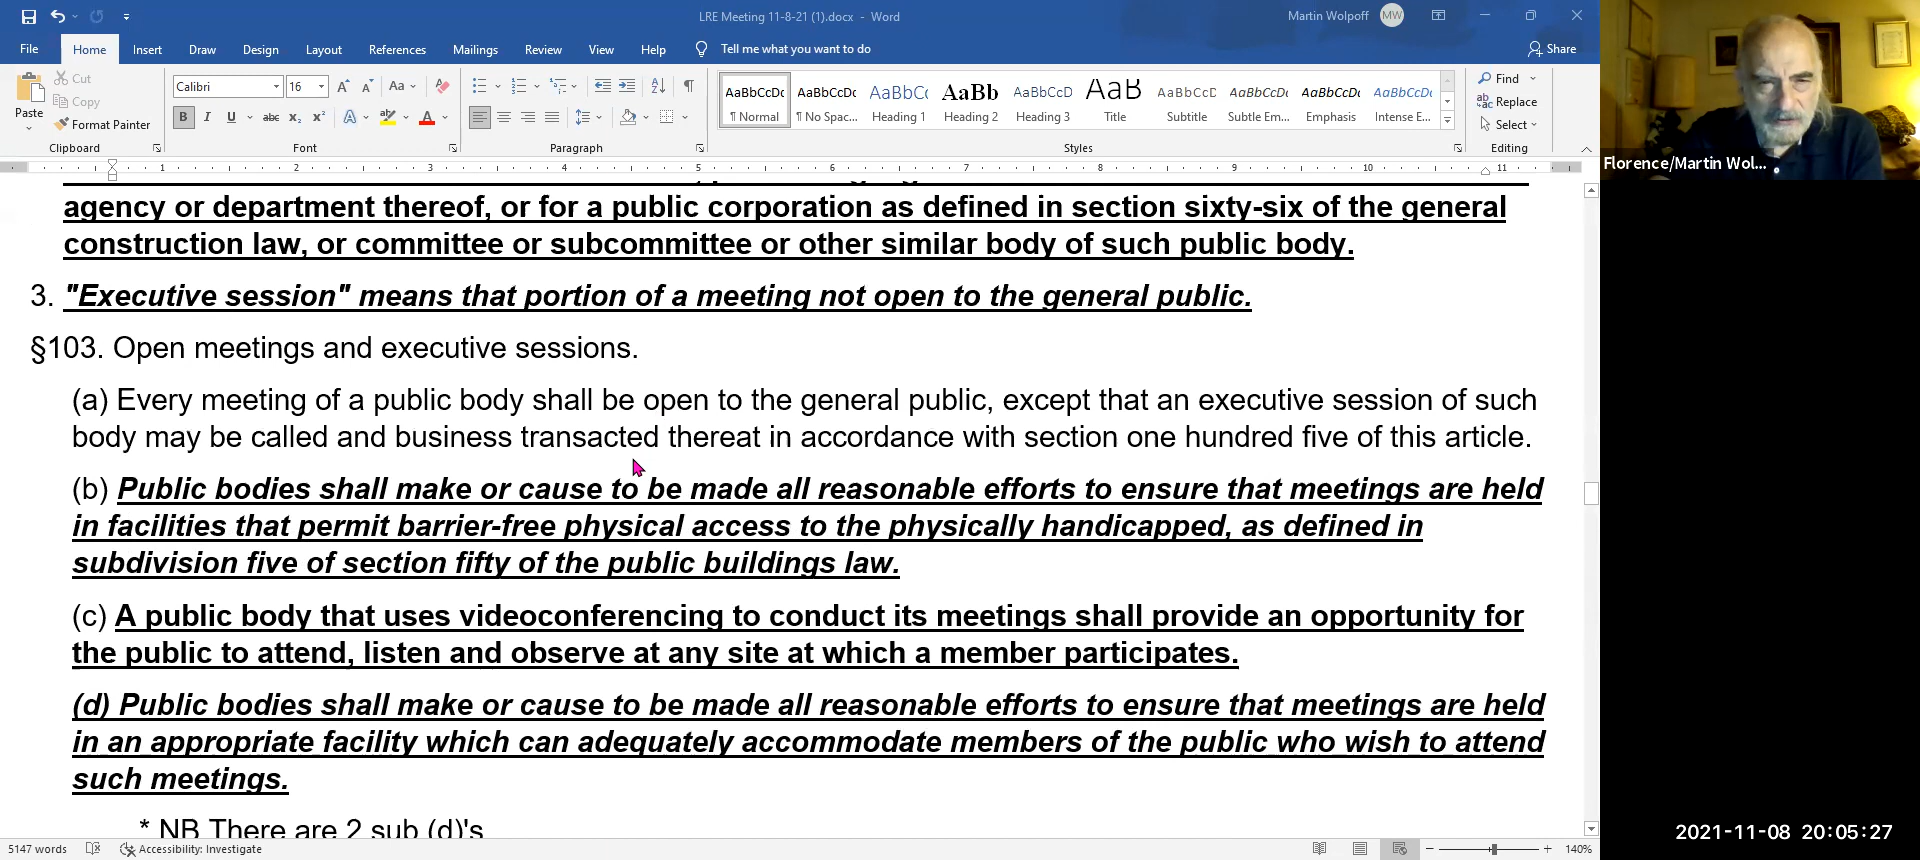 LRE Meeting 11-8-21 (1).docx - Word
Martin Wolpoff
MW
File Home Insert Draw Design Layout References Mailings Review View Help Tell me what you want to do
Share
Paste
Cut
Copy
Format Painter
Clipboard
Calibri 16
Font
Paragraph
AaBbCcDc AaBbCcDc AaBbCc AaBb AaBbCcD AaB AaBbCcD AaBbCcDc AaBbCcDc AaBbCcDc
¶ Normal ¶ No Spac... Heading 1 Heading 2 Heading 3 Title Subtitle Subtle Em... Emphasis Intense E...
Styles
Find
Replace
Select
Editing
1 2 3 4 5 6 7 8 9 10 11
Florence/Martin Wol...
agency or department thereof, or for a public corporation as defined in section sixty-six of the general
construction law, or committee or subcommittee or other similar body of such public body.
3. "Executive session" means that portion of a meeting not open to the general public.
§103. Open meetings and executive sessions.
(a) Every meeting of a public body shall be open to the general public, except that an executive session of such
body may be called and business transacted thereat in accordance with section one hundred five of this article.
(b) Public bodies shall make or cause to be made all reasonable efforts to ensure that meetings are held
in facilities that permit barrier-free physical access to the physically handicapped, as defined in
subdivision five of section fifty of the public buildings law.
(c) A public body that uses videoconferencing to conduct its meetings shall provide an opportunity for
the public to attend, listen and observe at any site at which a member participates.
(d) Public bodies shall make or cause to be made all reasonable efforts to ensure that meetings are held
in an appropriate facility which can adequately accommodate members of the public who wish to attend
such meetings.
* NB There are 2 sub (d)'s
5147 words
Accessibility: Investigate
140%
2021-11-08 20:05:27